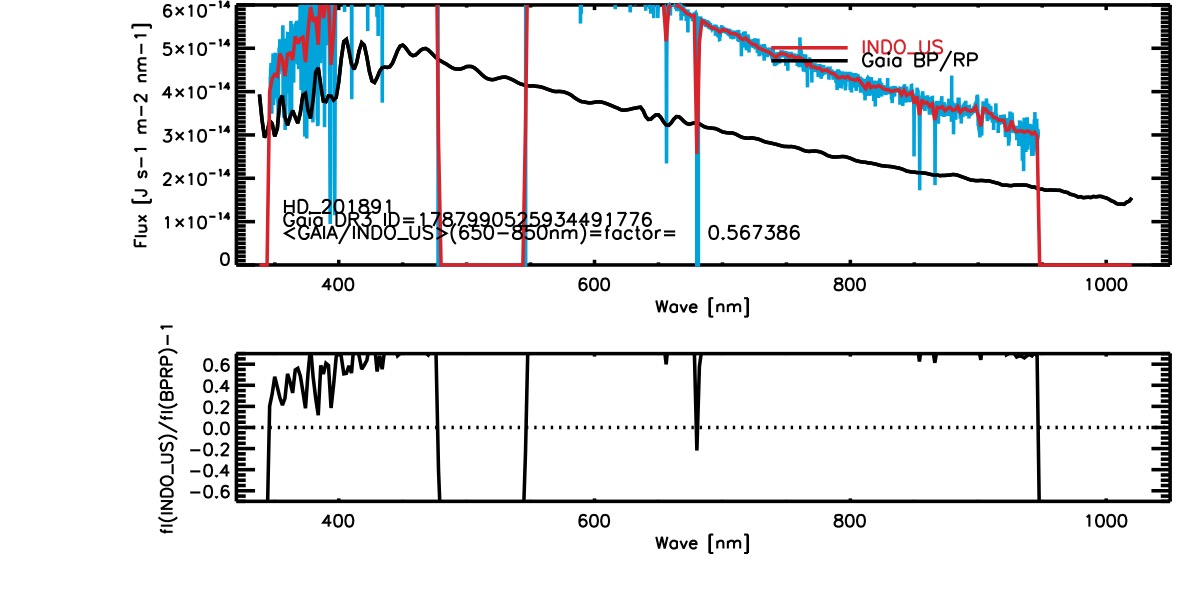 6×10-14
5×10-14
4×10-14
3×10-14
2×10-14
1×10-14
0
Flux [J s-1 m-2 nm-1]
INDO_US
Gaia BP/RP
HD_201891
Gaia DR3 ID=1787990525934491776
<GAIA/INDO_US>(650-850nm)=factor= 0.567386
400 600 800 1000
Wave [nm]
fl(INDO_US)/fl(BPRP)-1
0.6
0.4
0.2
0.0
-0.2
-0.4
-0.6
400 600 800 1000
Wave [nm]